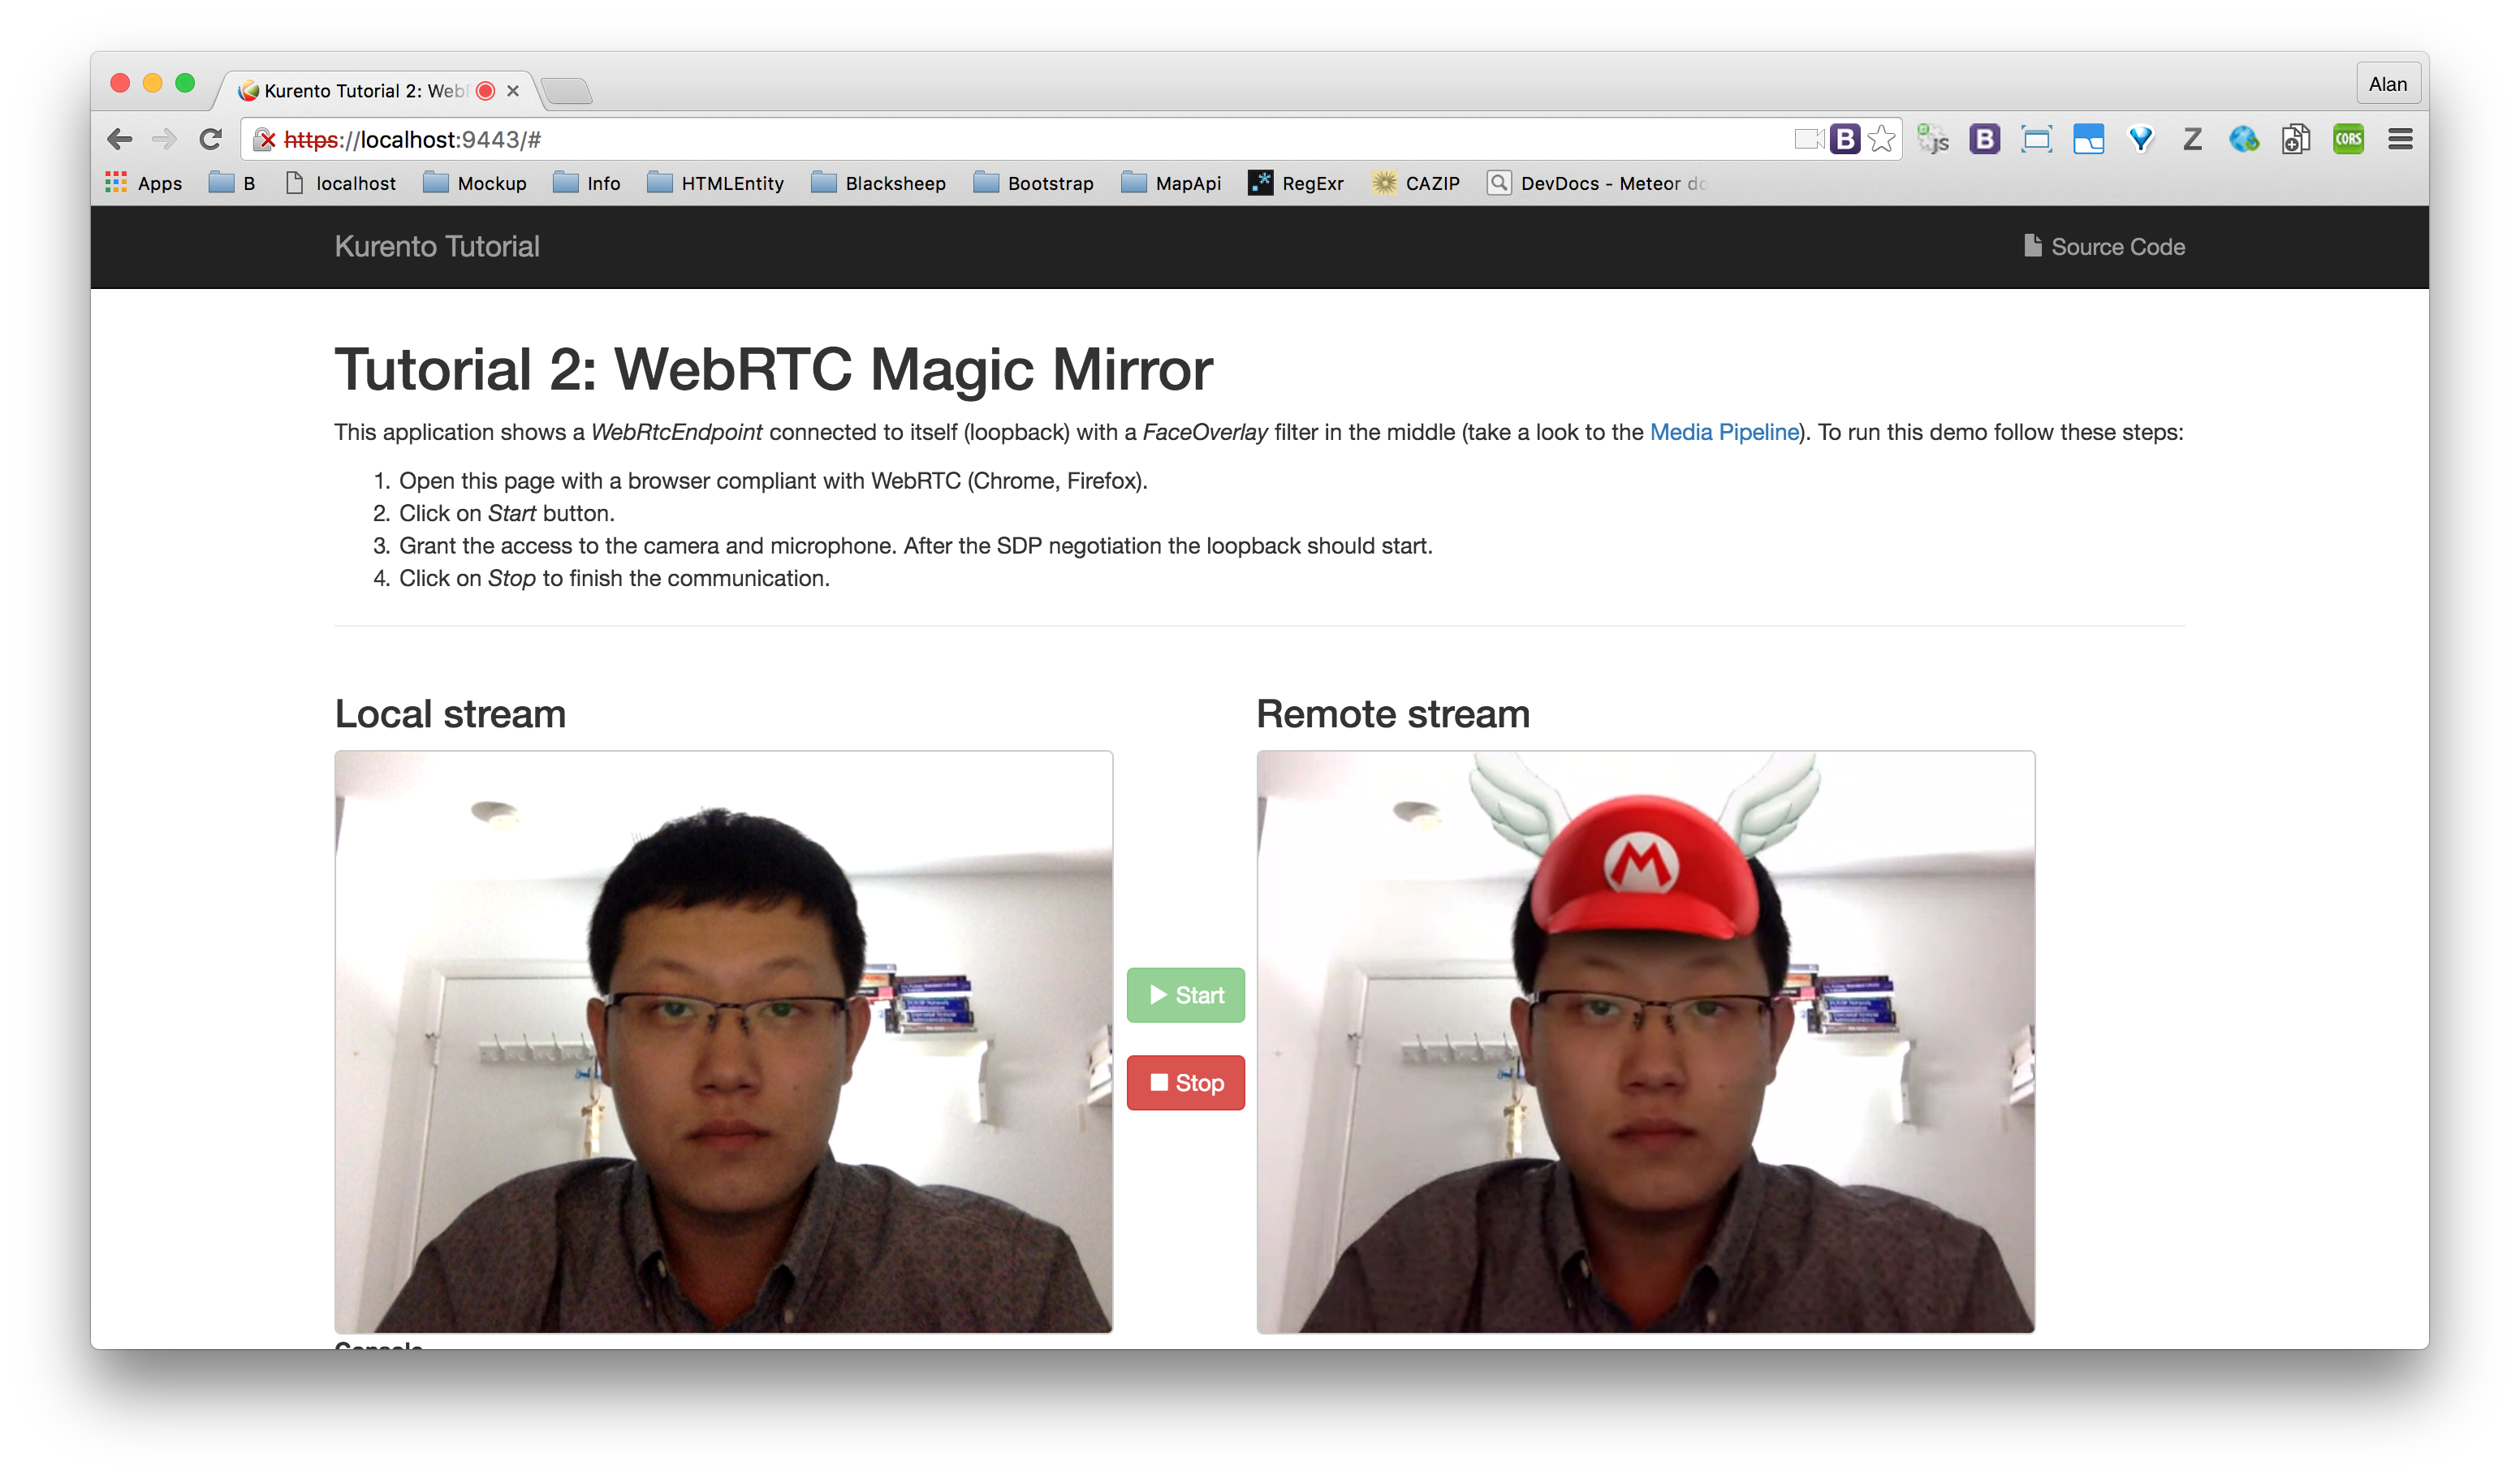 Kurento Tutorial 2: Web
Alan
https://localhost:9443/#
B
js
B
Z
CORS
Apps
B
localhost
Mockup
Info
HTMLEntity
Blacksheep
Bootstrap
MapApi
.*
RegExr
CAZIP
DevDocs - Meteor do
Kurento Tutorial
Source Code
Tutorial 2: WebRTC Magic Mirror
This application shows a WebRtcEndpoint connected to itself (loopback) with a FaceOverlay filter in the middle (take a look to the Media Pipeline). To run this demo follow these steps:
1. Open this page with a browser compliant with WebRTC (Chrome, Firefox).
2. Click on Start button.
3. Grant the access to the camera and microphone. After the SDP negotiation the loopback should start.
4. Click on Stop to finish the communication.
Local stream
Remote stream
M
Start
Stop
Console